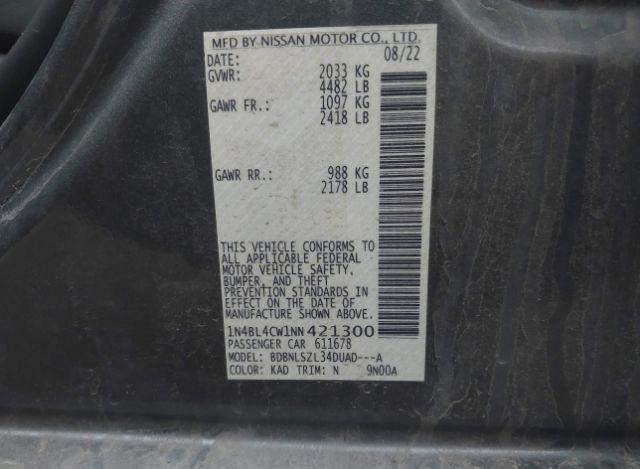 MFD BY NISSAN MOTOR CO., LTD.
DATE: 08/22
GVWR: 2033 KG
4482 LB
GAWR FR.: 1097 KG
2418 LB
GAWR RR.: 988 KG
2178 LB
THIS VEHICLE CONFORMS TO
ALL APPLICABLE FEDERAL
MOTOR VEHICLE SAFETY,
BUMPER, AND THEFT
PREVENTION STANDARDS IN
EFFECT ON THE DATE OF
MANUFACTURE SHOWN ABOVE.
1N4BL4CW1NN421300
PASSENGER CAR 611678
MODEL: BDBNLSZL34DUAD---A
COLOR: KAD TRIM: N 9N00A